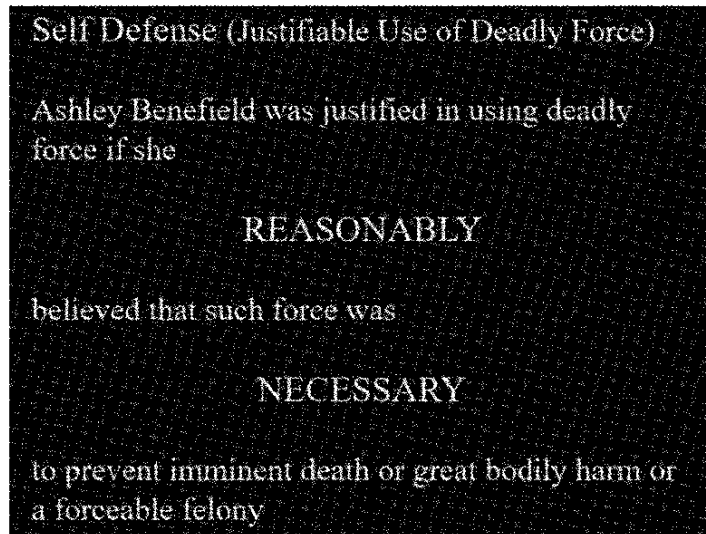 Self Defense (Justifiable Use of Deadly Force)
Ashley Benefield was justified in using deadly
force if she
REASONABLY
believed that such force was
NECESSARY
to prevent imminent death or great bodily harm or
a forceable felony